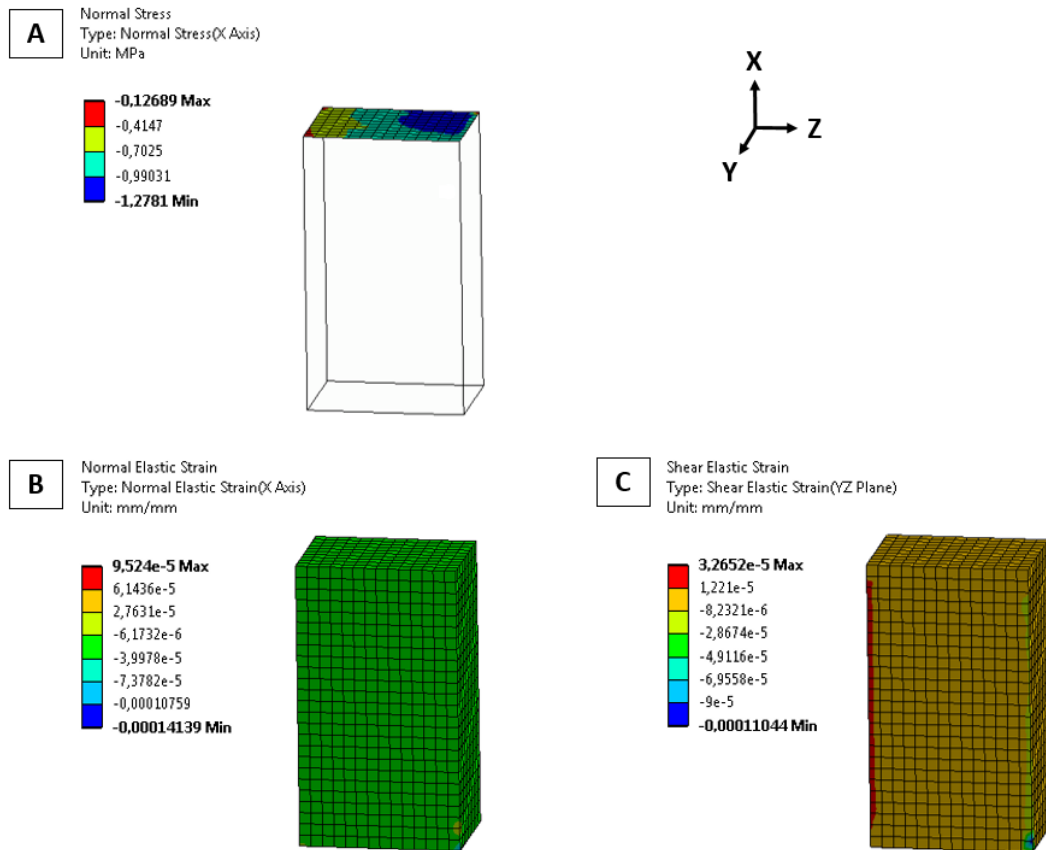 A
Normal Stress
Type: Normal Stress(X Axis)
Unit: MPa
-0,12689 Max
-0,4147
-0,7025
-0,99031
-1,2781 Min
X
Z
Y
B
Normal Elastic Strain
Type: Normal Elastic Strain(X Axis)
Unit: mm/mm
9,524e-5 Max
6,1436e-5
2,7631e-5
-6,1732e-6
-3,9978e-5
-7,3782e-5
-0,00010759
-0,00014139 Min
C
Shear Elastic Strain
Type: Shear Elastic Strain(YZ Plane)
Unit: mm/mm
3,2652e-5 Max
1,221e-5
-8,2321e-6
-2,8674e-5
-4,9116e-5
-6,9558e-5
-9e-5
-0,00011044 Min